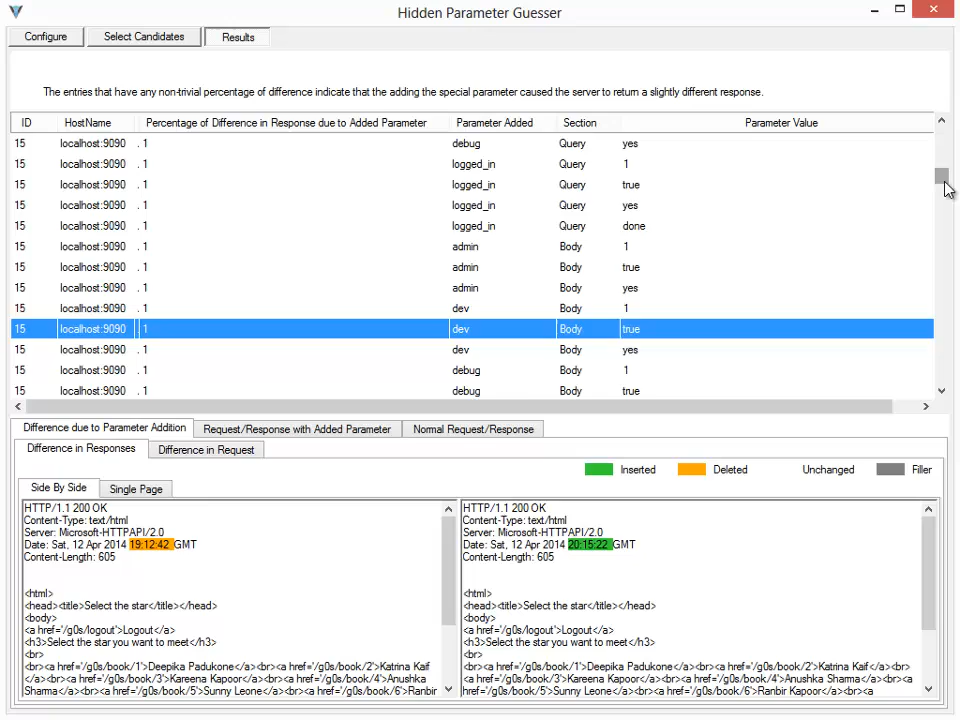 Hidden Parameter Guesser
Configure Select Candidates Results
The entries that have any non-trivial percentage of difference indicate that the adding the special parameter caused the server to return a slightly different response.
ID HostName Percentage of Difference in Response due to Added Parameter Parameter Added Section Parameter Value
15 localhost:9090 . 1 debug Query yes
15 localhost:9090 . 1 logged_in Query 1
15 localhost:9090 . 1 logged_in Query true
15 localhost:9090 . 1 logged_in Query yes
15 localhost:9090 . 1 logged_in Query done
15 localhost:9090 . 1 admin Body 1
15 localhost:9090 . 1 admin Body true
15 localhost:9090 . 1 admin Body yes
15 localhost:9090 . 1 dev Body 1
15 localhost:9090 . 1 dev Body true
15 localhost:9090 . 1 dev Body yes
15 localhost:9090 . 1 debug Body 1
15 localhost:9090 . 1 debug Body true
Difference due to Parameter Addition Request/Response with Added Parameter Normal Request/Response
Difference in Responses Difference in Request
Inserted Deleted Unchanged Filler
Side By Side Single Page
HTTP/1.1 200 OK
Content-Type: text/html
Server: Microsoft-HTTPAPI/2.0
Date: Sat, 12 Apr 2014 19:12:42 GMT
Content-Length: 605
<html>
<head><title>Select the star</title></head>
<body>
<a href='/g0s/logout'>Logout</a>
<h3>Select the star you want to meet</h3>
<br>
<br><a href='/g0s/book/1'>Deepika Padukone</a><br><a href='/g0s/book/2'>Katrina Kaif
</a><br><a href='/g0s/book/3'>Kareena Kapoor</a><br><a href='/g0s/book/4'>Anushka
Sharma</a><br><a href='/g0s/book/5'>Sunny Leone</a><br><a href='/g0s/book/6'>Ranbir
HTTP/1.1 200 OK
Content-Type: text/html
Server: Microsoft-HTTPAPI/2.0
Date: Sat, 12 Apr 2014 20:15:22 GMT
Content-Length: 605
<html>
<head><title>Select the star</title></head>
<body>
<a href='/g0s/logout'>Logout</a>
<h3>Select the star you want to meet</h3>
<br>
<br><a href='/g0s/book/1'>Deepika Padukone</a><br><a href='/g0s/book/2'>Katrina Kaif</a><br>
<a href='/g0s/book/3'>Kareena Kapoor</a><br><a href='/g0s/book/4'>Anushka Sharma</a><br><a
href='/g0s/book/5'>Sunny Leone</a><br><a href='/g0s/book/6'>Ranbir Kapoor</a><br><a